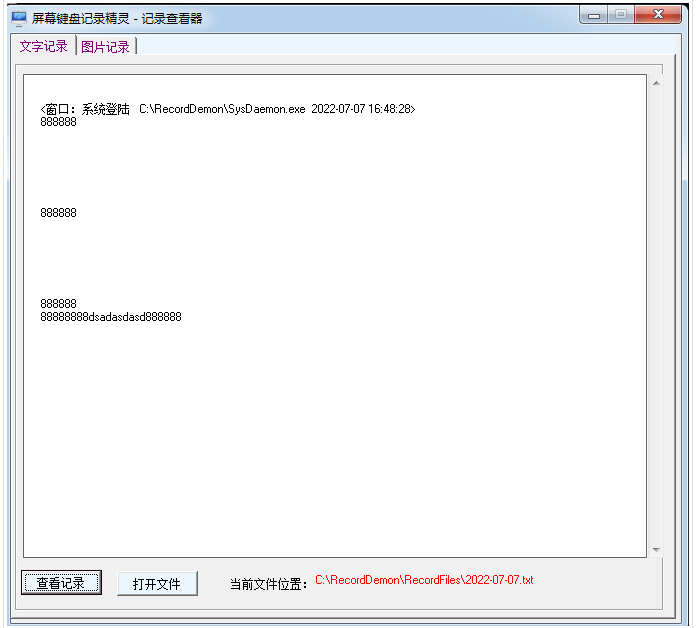 屏幕键盘记录精灵 - 记录查看器
文字记录 图片记录
<窗口：系统登陆 C:\RecordDemon\SysDaemon.exe 2022-07-07 16:48:28>
888888
888888
888888
88888888dsadasdasd888888
查看记录 打开文件 当前文件位置： C:\RecordDemon\RecordFiles\2022-07-07.txt